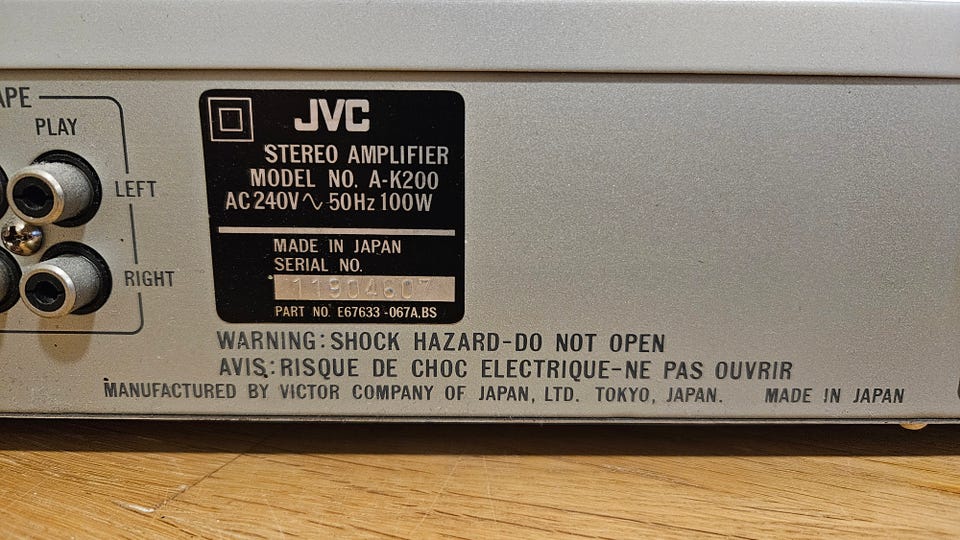 APE
PLAY
LEFT
RIGHT
JVC
STEREO AMPLIFIER
MODEL NO. A-K200
AC 240V ∿ 50Hz 100W
MADE IN JAPAN
SERIAL NO.
11904607
PART NO. E67633-067A,BS
WARNING: SHOCK HAZARD-DO NOT OPEN
AVIS: RISQUE DE CHOC ELECTRIQUE-NE PAS OUVRIR
MANUFACTURED BY VICTOR COMPANY OF JAPAN, LTD. TOKYO, JAPAN. MADE IN JAPAN